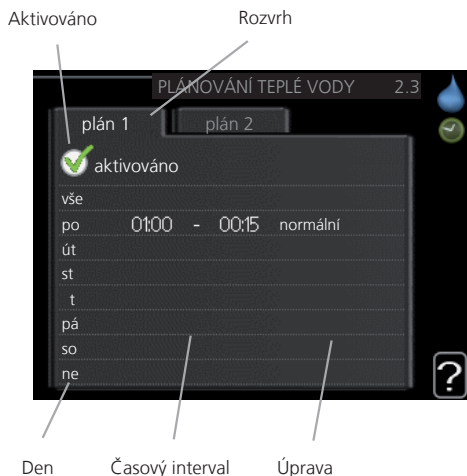 Aktivováno Rozvrh
PLÁNOVÁNÍ TEPLÉ VODY 2.3
plán 1 plán 2
aktivováno
vše
po 01:00 - 00:15 normální
út
st
t
pá
so
ne
?
Den Časový interval Úprava